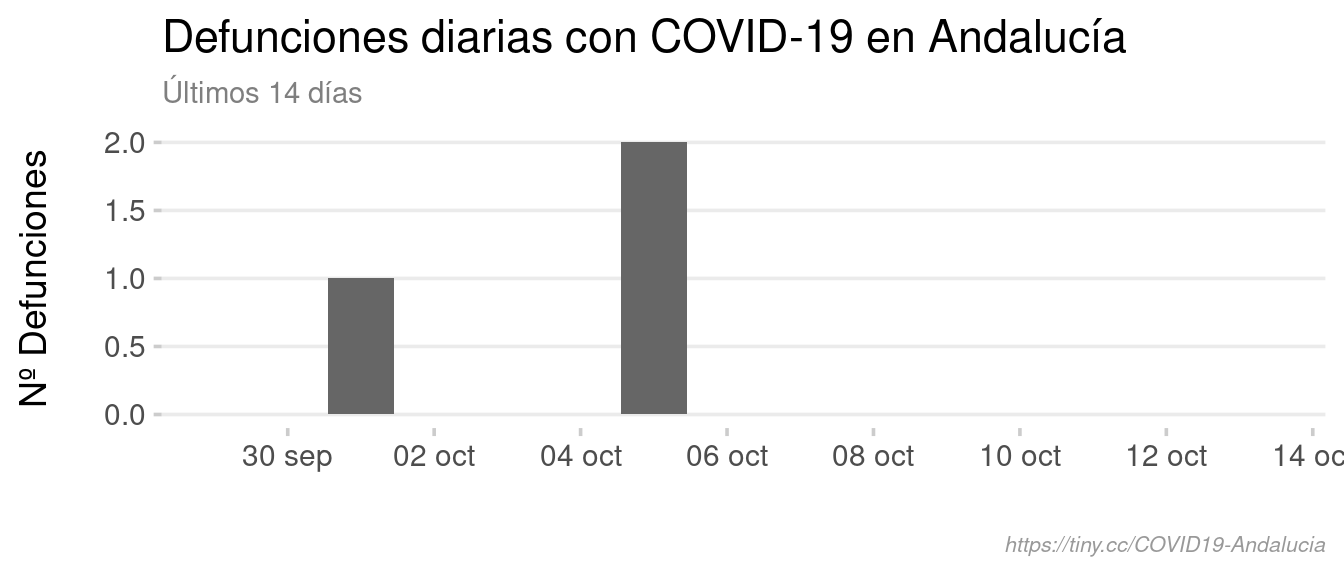 Defunciones diarias con COVID-19 en Andalucía
Últimos 14 días
Nº Defunciones
2.0
1.5
1.0
0.5
0.0
30 sep 02 oct 04 oct 06 oct 08 oct 10 oct 12 oct 14 oc
https://tiny.cc/COVID19-Andalucia